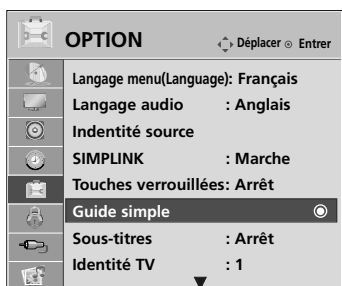 OPTION
Déplacer Entrer
Langage menu(Language): Français
Langage audio : Anglais
Indentité source
SIMPLINK : Marche
Touches verrouillées: Arrêt
Guide simple
Sous-titres : Arrêt
Identité TV : 1